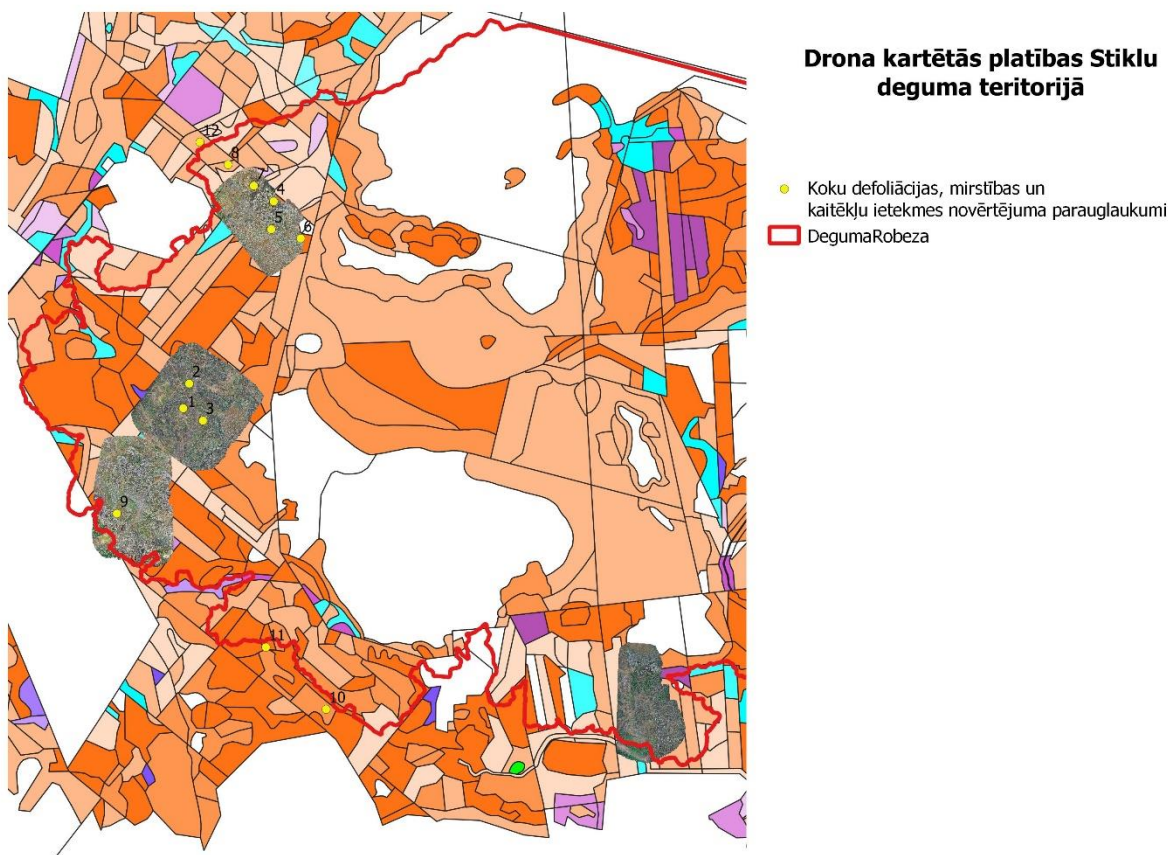 Drona kartētās platības Stiklu
deguma teritorijā
Koku defoliācijas, mirstības un
kaitēkļu ietekmes novērtējuma parauglaukumi
DegumaRobeza
12
8
7
4
5
6
2
1
3
9
11
10